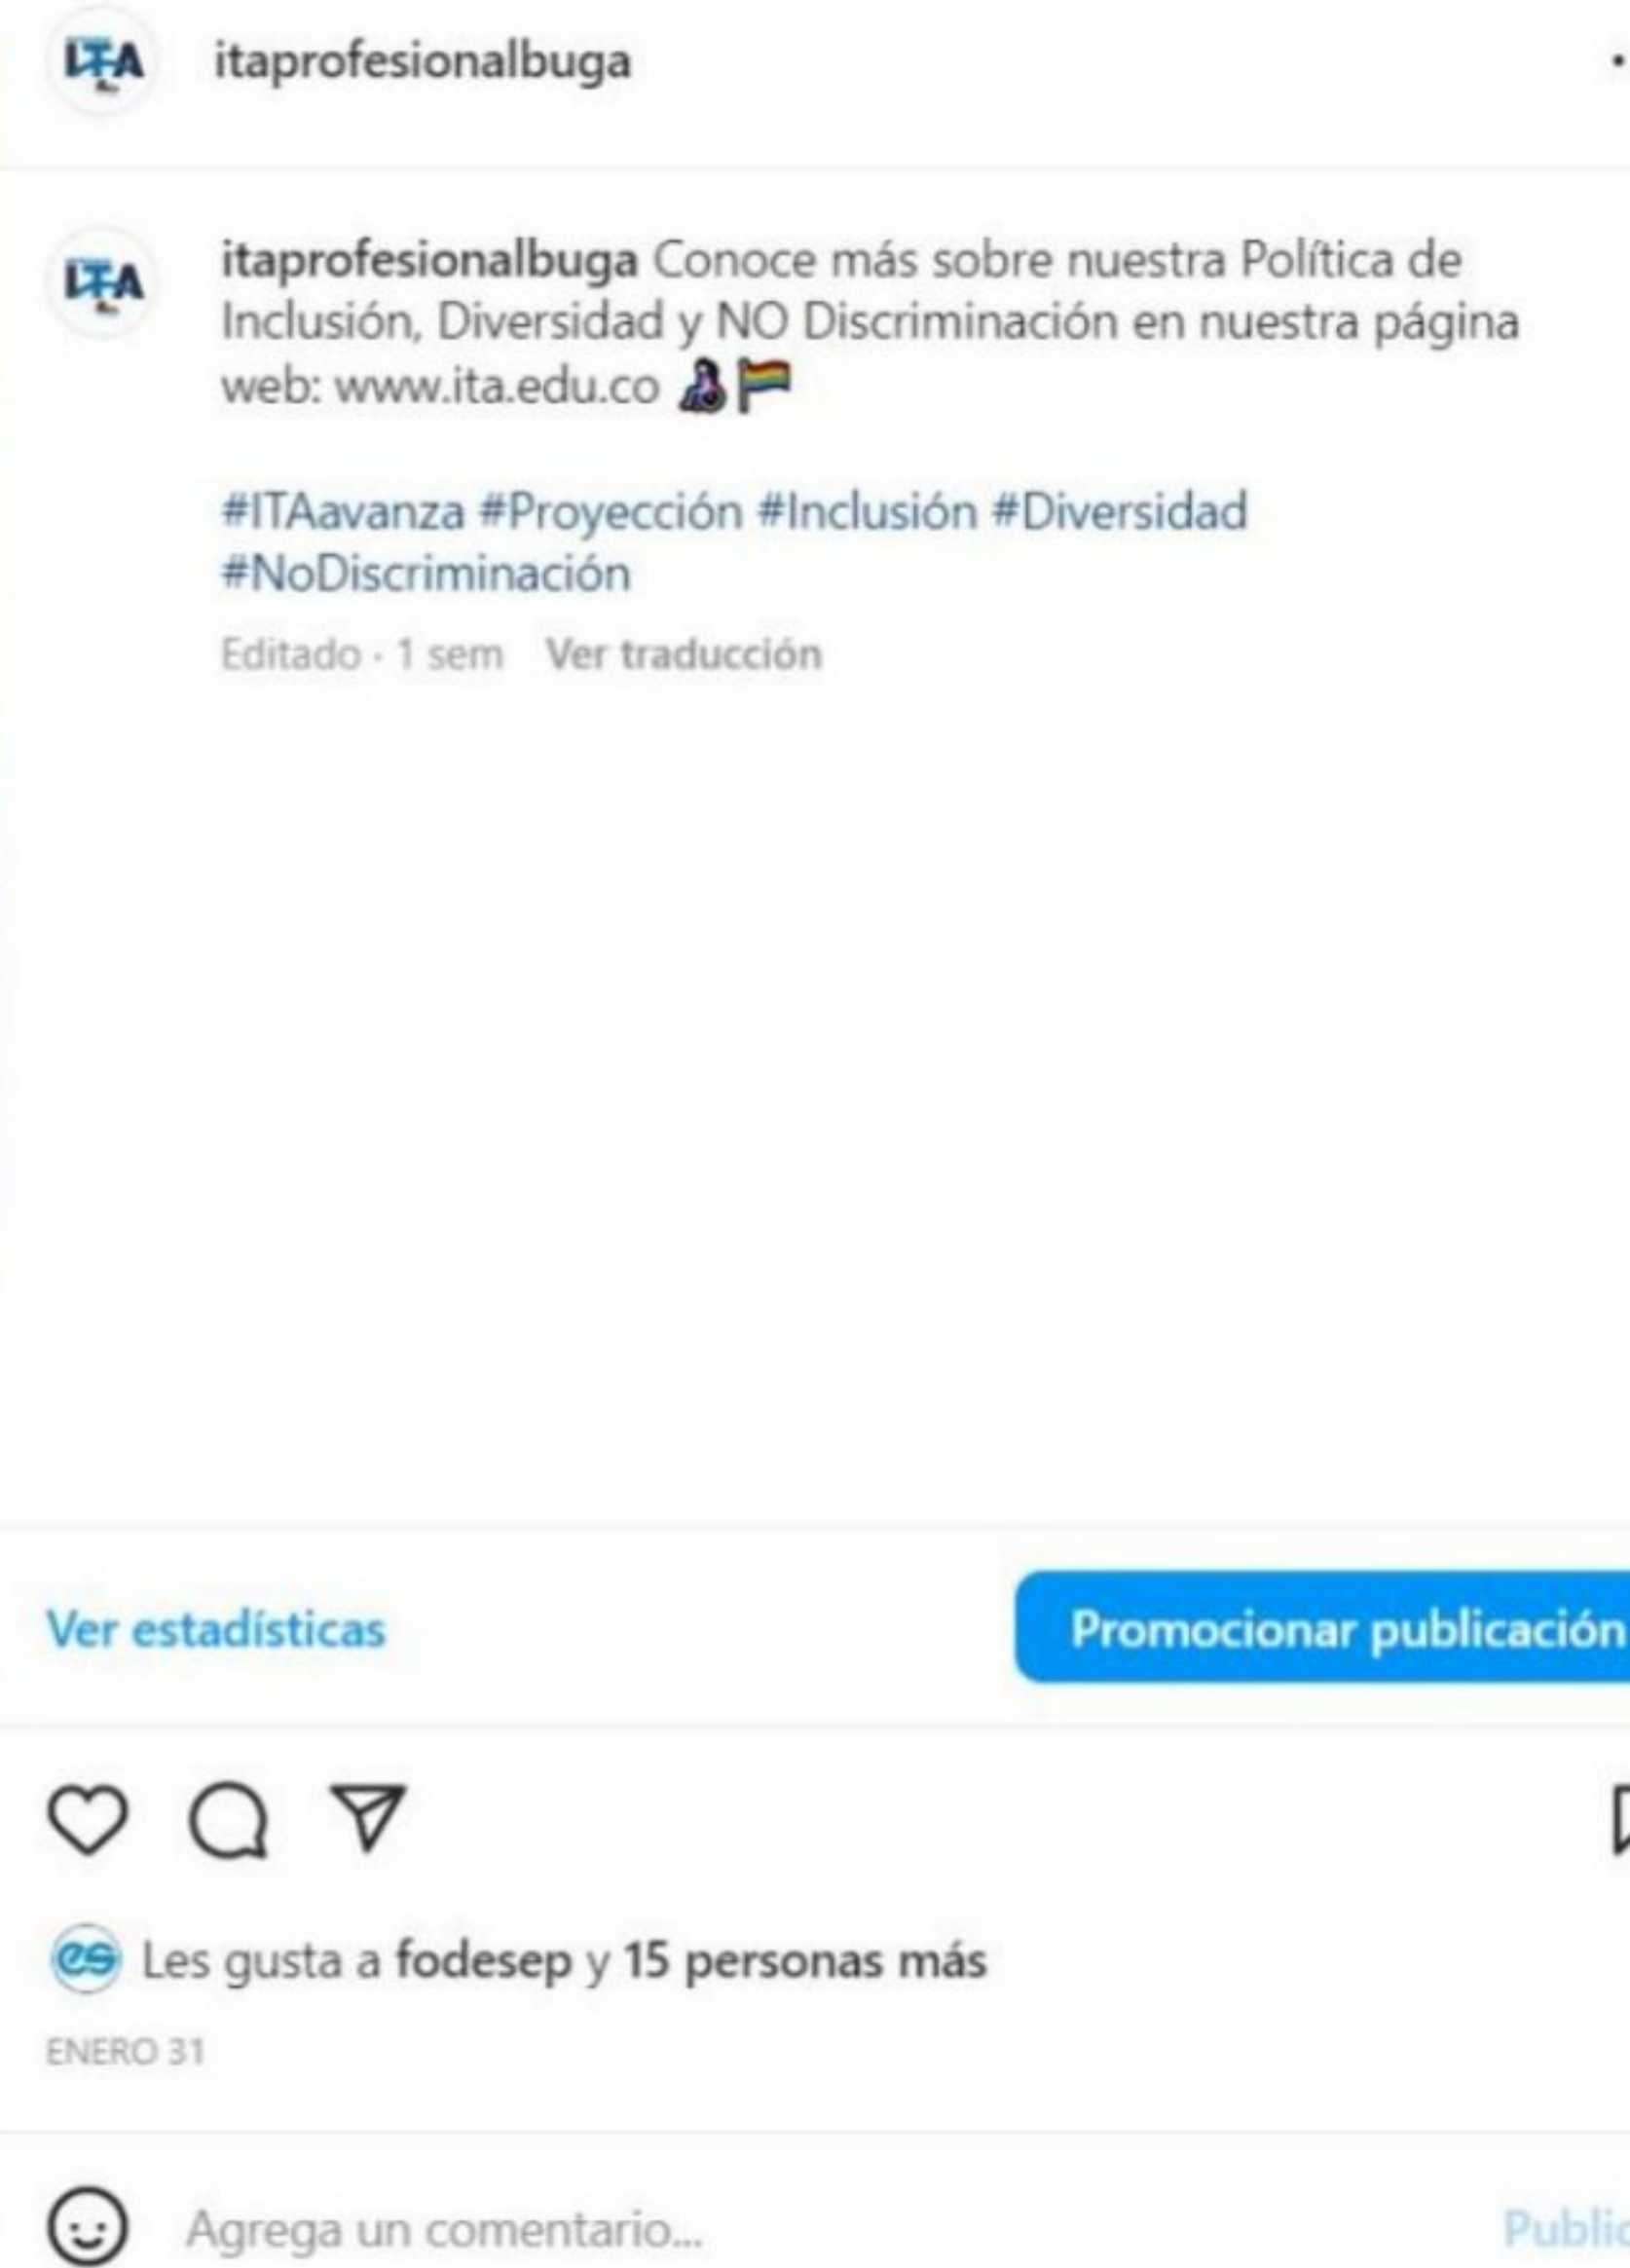 ITA
itaprofesionalbuga
ITA
itaprofesionalbuga Conoce más sobre nuestra Política de
Inclusión, Diversidad y NO Discriminación en nuestra página
web: www.ita.edu.co
#ITAavanza #Proyección #Inclusión #Diversidad
#NoDiscriminación
Editado · 1 sem Ver traducción
Ver estadísticas
Promocionar publicación
es Les gusta a fodesep y 15 personas más
ENERO 31
Agrega un comentario...